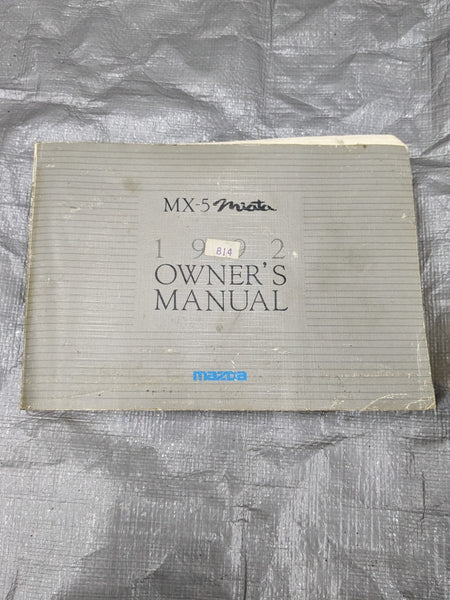 MX-5 Miata
1992
814
OWNER'S
MANUAL
mazda